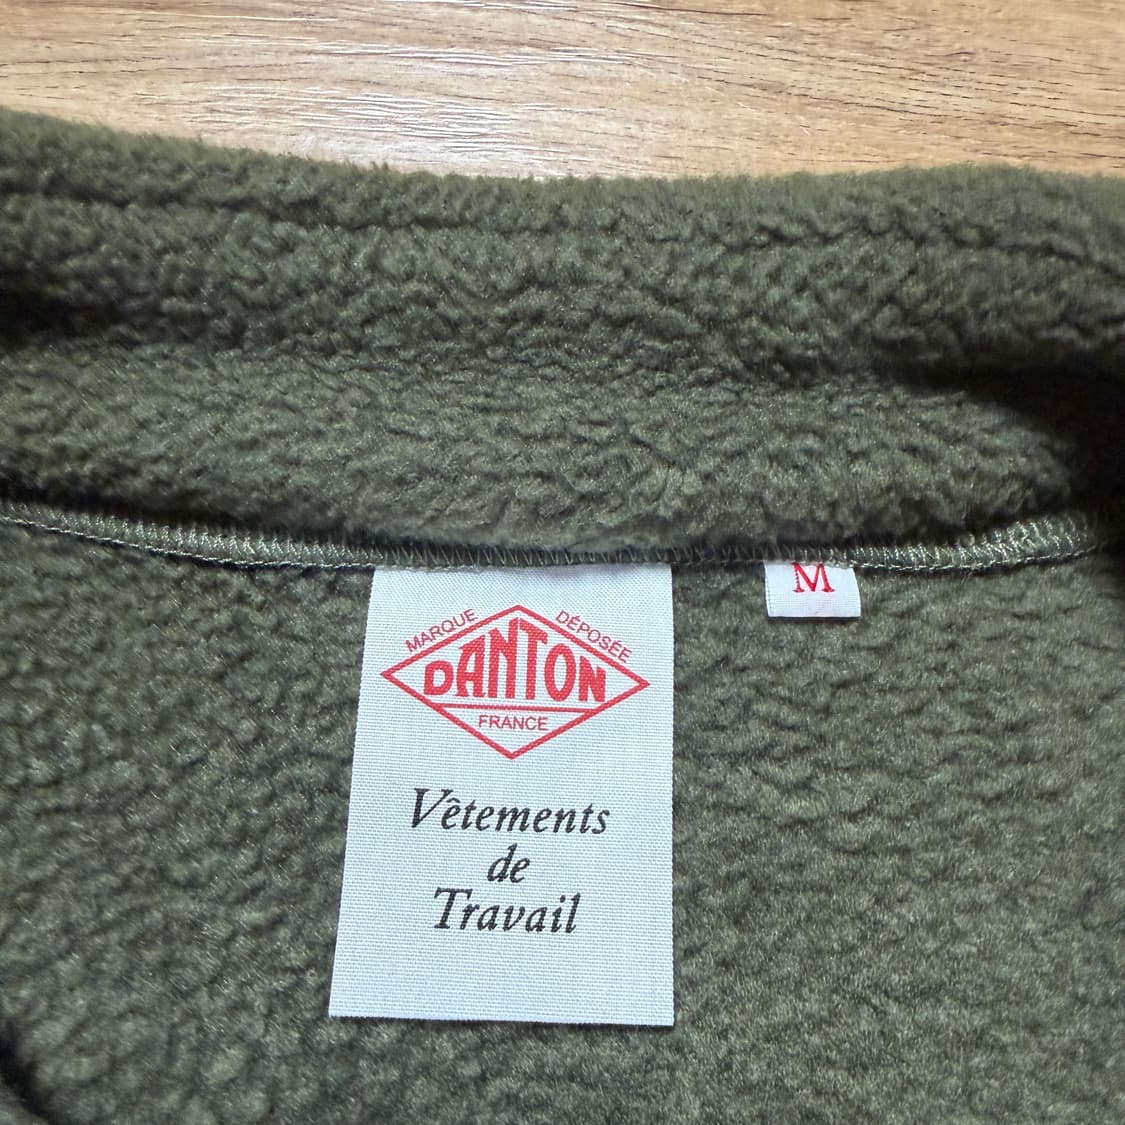 MARQUE DÉPOSÉE
DANTON
FRANCE
Vêtements
de
Travail
M